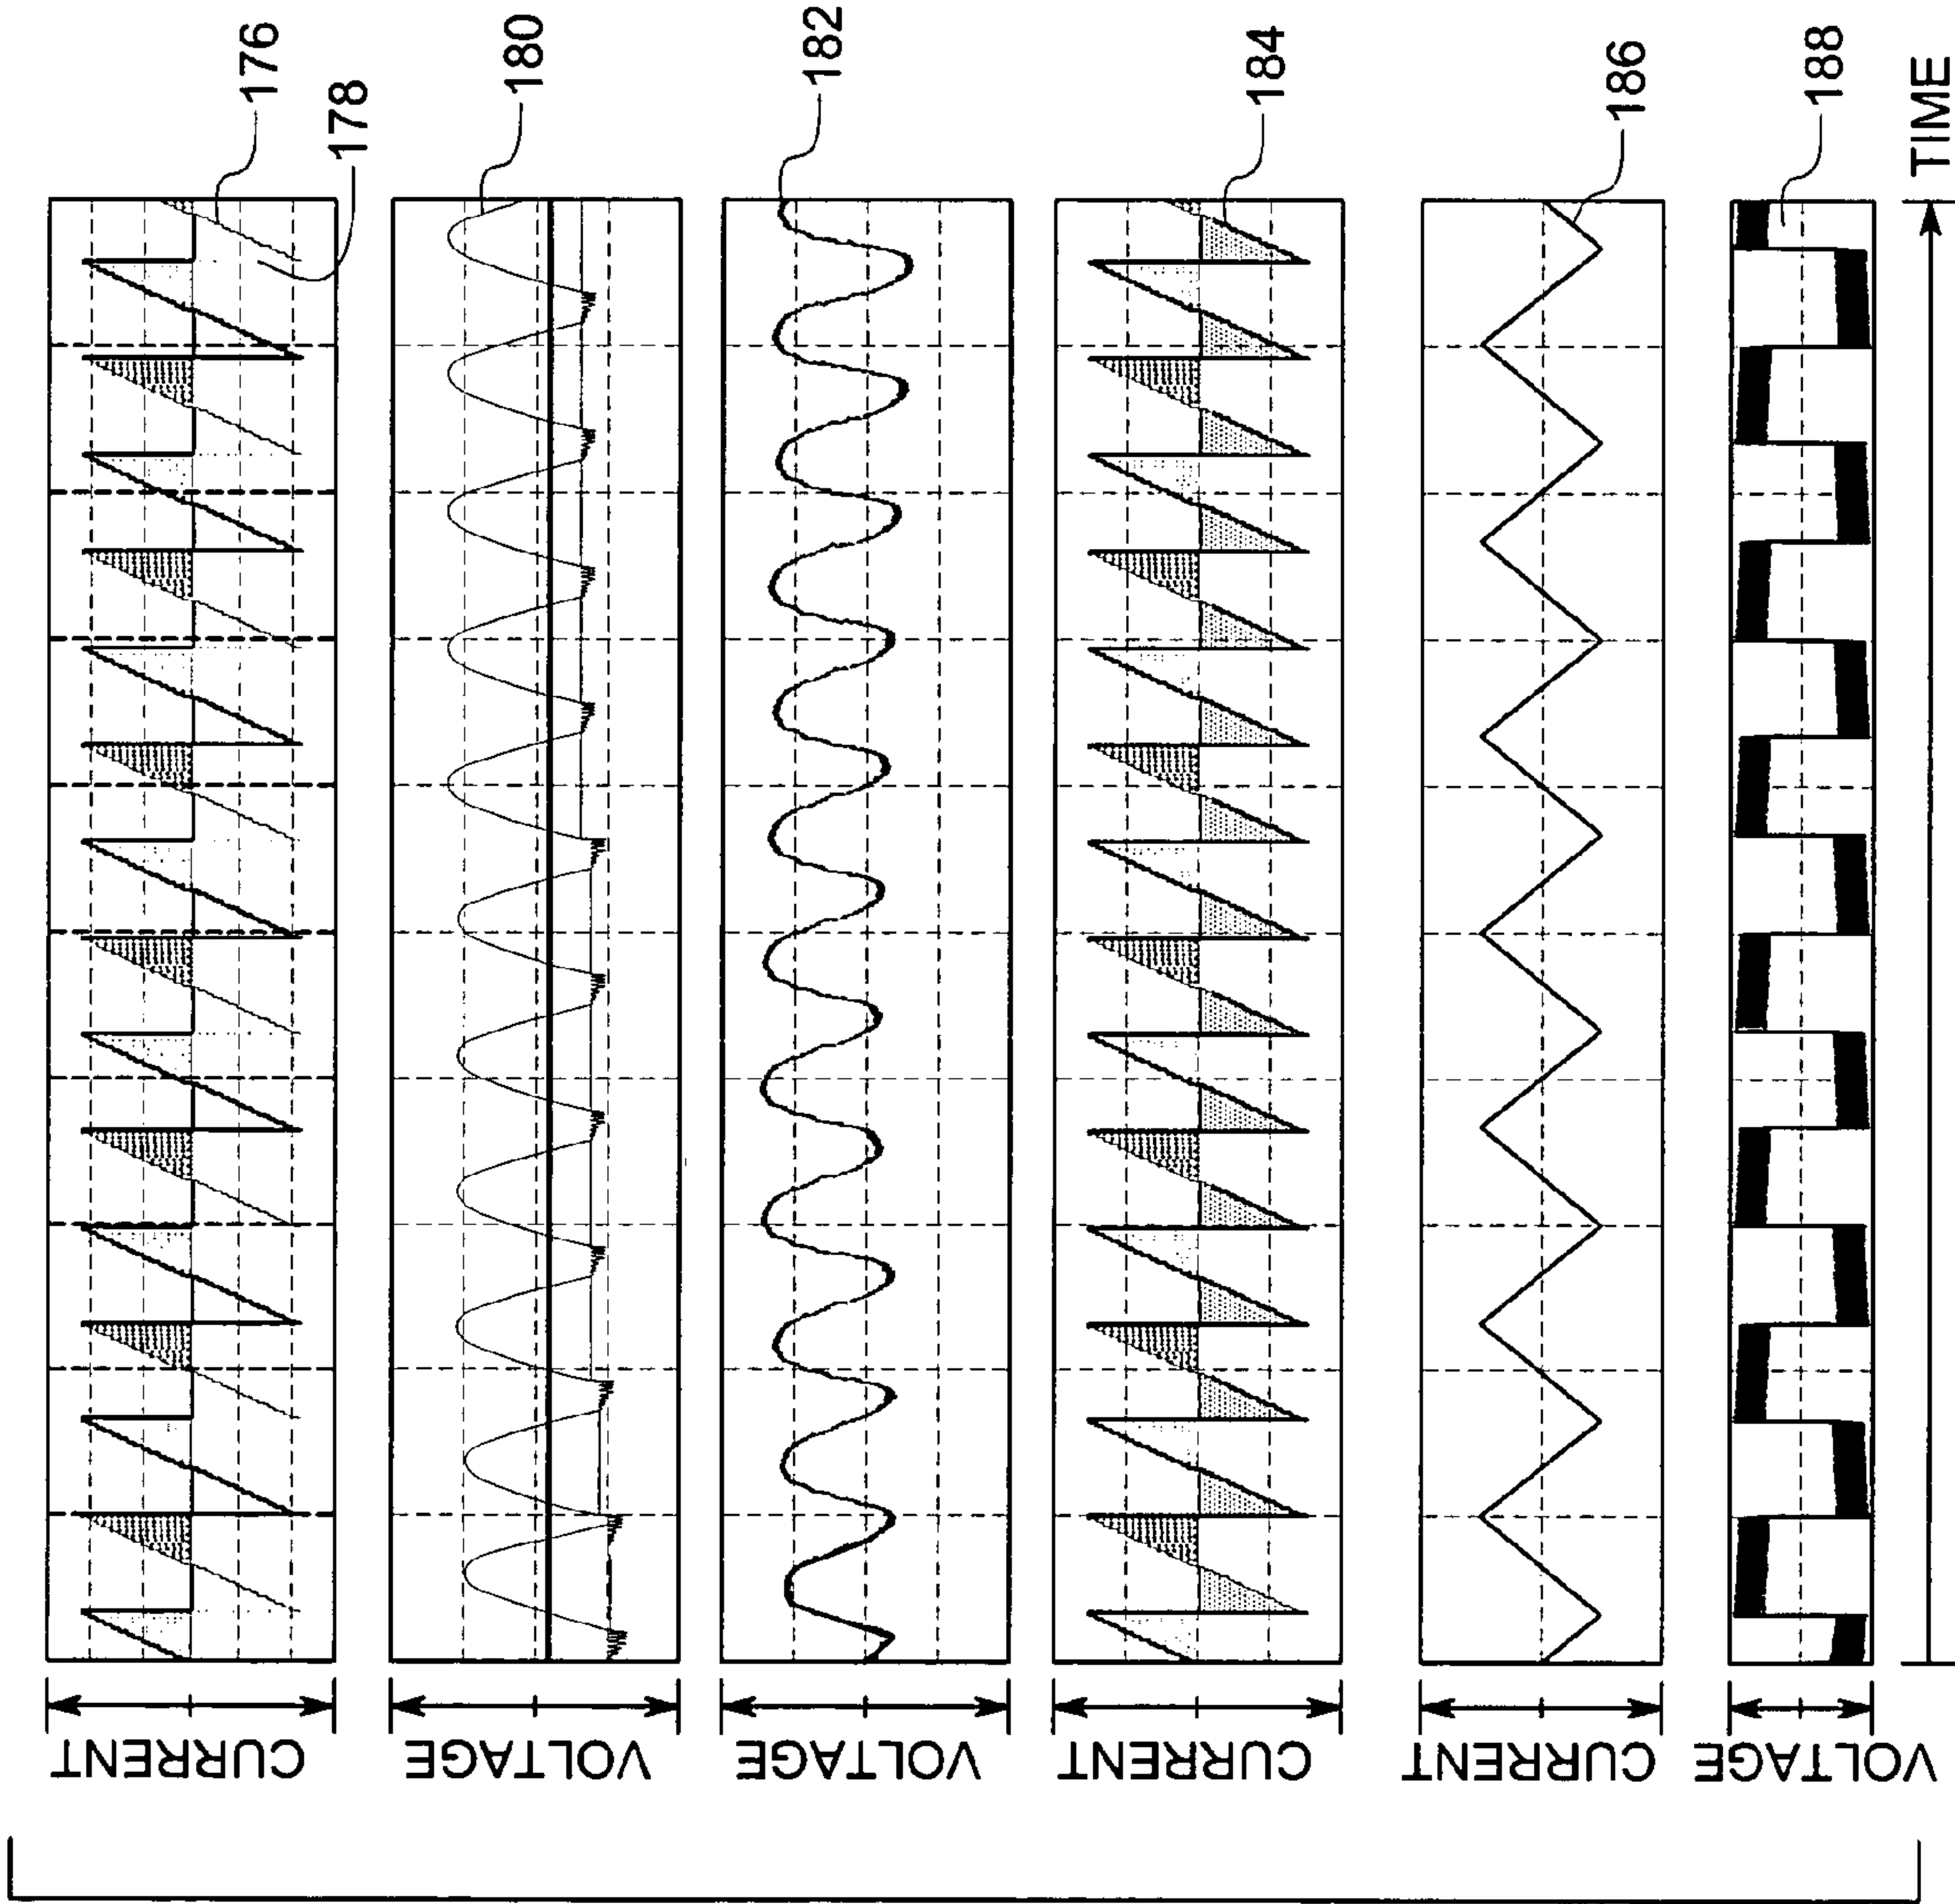 CURRENT
176
178
VOLTAGE
180
VOLTAGE
182
CURRENT
184
CURRENT
186
VOLTAGE
188
TIME